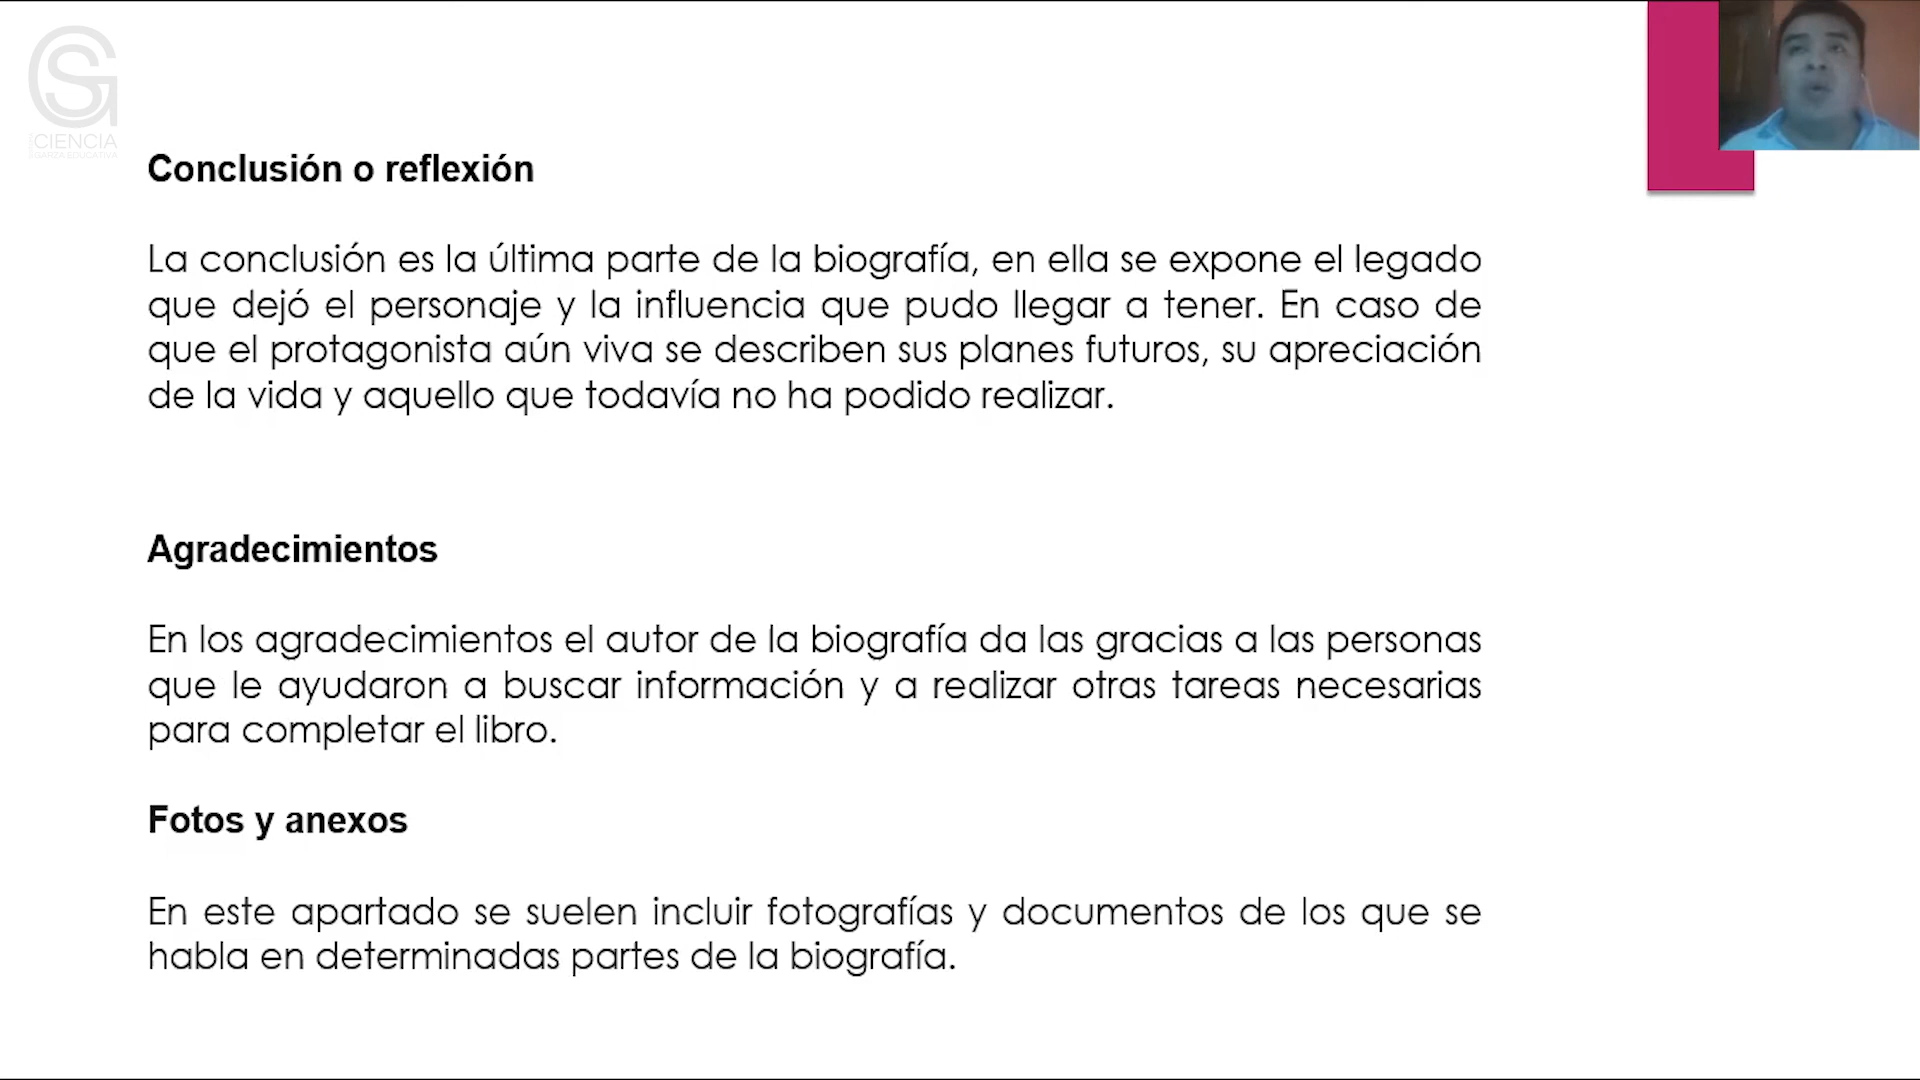 CIENCIA
GARZA EDUCATIVA
Conclusión o reflexión
La conclusión es la última parte de la biografía, en ella se expone el legado
que dejó el personaje y la influencia que pudo llegar a tener. En caso de
que el protagonista aún viva se describen sus planes futuros, su apreciación
de la vida y aquello que todavía no ha podido realizar.
Agradecimientos
En los agradecimientos el autor de la biografía da las gracias a las personas
que le ayudaron a buscar información y a realizar otras tareas necesarias
para completar el libro.
Fotos y anexos
En este apartado se suelen incluir fotografías y documentos de los que se
habla en determinadas partes de la biografía.